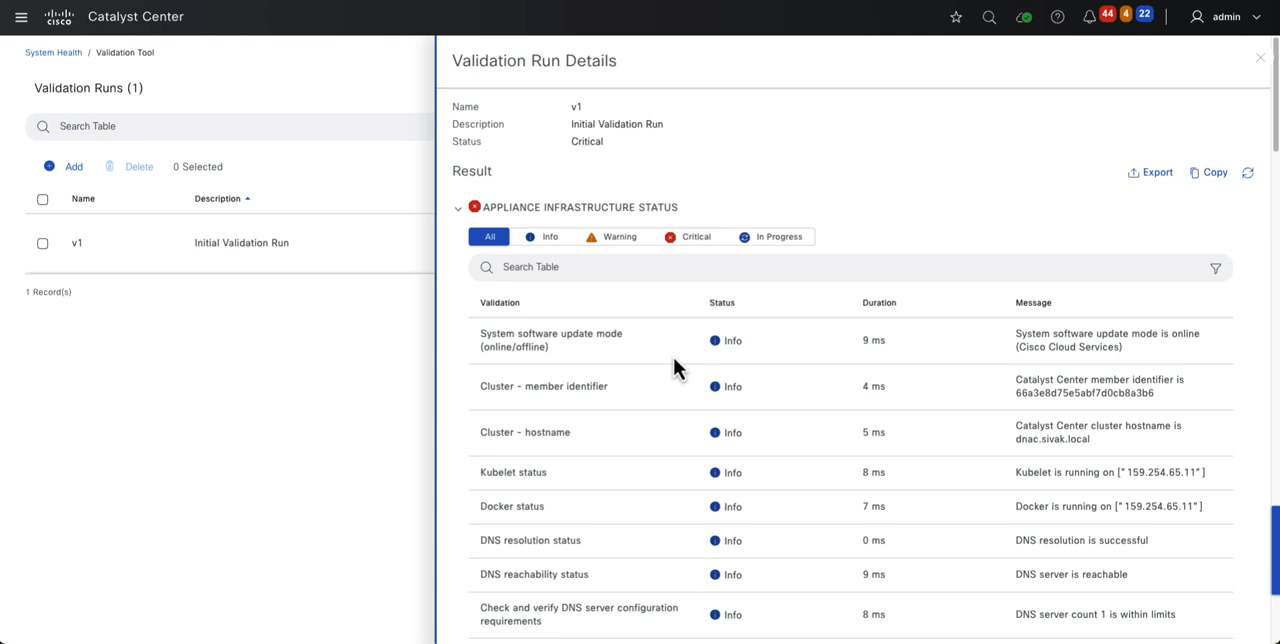 cisco
Catalyst Center
44
4
22
admin
System Health / Validation Tool
Validation Runs (1)
Search Table
Add
Delete
0 Selected
Name
Description
v1
Initial Validation Run
1 Record(s)
Validation Run Details
Name
v1
Description
Initial Validation Run
Status
Critical
Result
Export
Copy
APPLIANCE INFRASTRUCTURE STATUS
All
Info
Warning
Critical
In Progress
Search Table
Validation
Status
Duration
Message
System software update mode
(online/offline)
Info
9 ms
System software update mode is online
(Cisco Cloud Services)
Cluster - member identifier
Info
4 ms
Catalyst Center member identifier is
66a3e8d75e5abf7d0cb8a3b6
Cluster - hostname
Info
5 ms
Catalyst Center cluster hostname is
dnac.sivak.local
Kubelet status
Info
8 ms
Kubelet is running on ["159.254.65.11"]
Docker status
Info
7 ms
Docker is running on ["159.254.65.11"]
DNS resolution status
Info
0 ms
DNS resolution is successful
DNS reachability status
Info
9 ms
DNS server is reachable
Check and verify DNS server configuration
requirements
Info
8 ms
DNS server count 1 is within limits